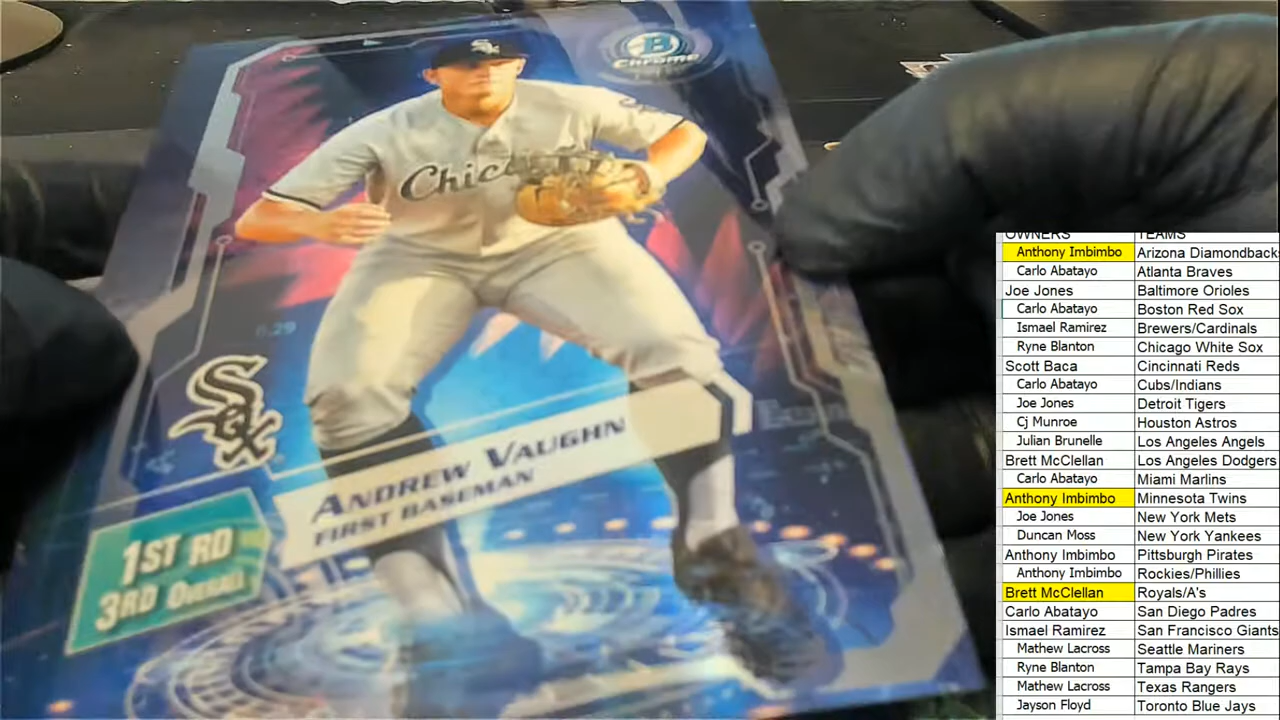 B
Chrome
Sox
Chic
Sox
ANDREW VAUGHN
FIRST BASEMAN
1ST RD
3RD OVERALL
OWNERS TEAMS
Anthony Imbimbo Arizona Diamondback
Carlo Abatayo Atlanta Braves
Joe Jones Baltimore Orioles
Carlo Abatayo Boston Red Sox
Ismael Ramirez Brewers/Cardinals
Ryne Blanton Chicago White Sox
Scott Baca Cincinnati Reds
Carlo Abatayo Cubs/Indians
Joe Jones Detroit Tigers
Cj Munroe Houston Astros
Julian Brunelle Los Angeles Angels
Brett McClellan Los Angeles Dodgers
Carlo Abatayo Miami Marlins
Anthony Imbimbo Minnesota Twins
Joe Jones New York Mets
Duncan Moss New York Yankees
Anthony Imbimbo Pittsburgh Pirates
Anthony Imbimbo Rockies/Phillies
Brett McClellan Royals/A's
Carlo Abatayo San Diego Padres
Ismael Ramirez San Francisco Giants
Mathew Lacross Seattle Mariners
Ryne Blanton Tampa Bay Rays
Mathew Lacross Texas Rangers
Jayson Floyd Toronto Blue Jays